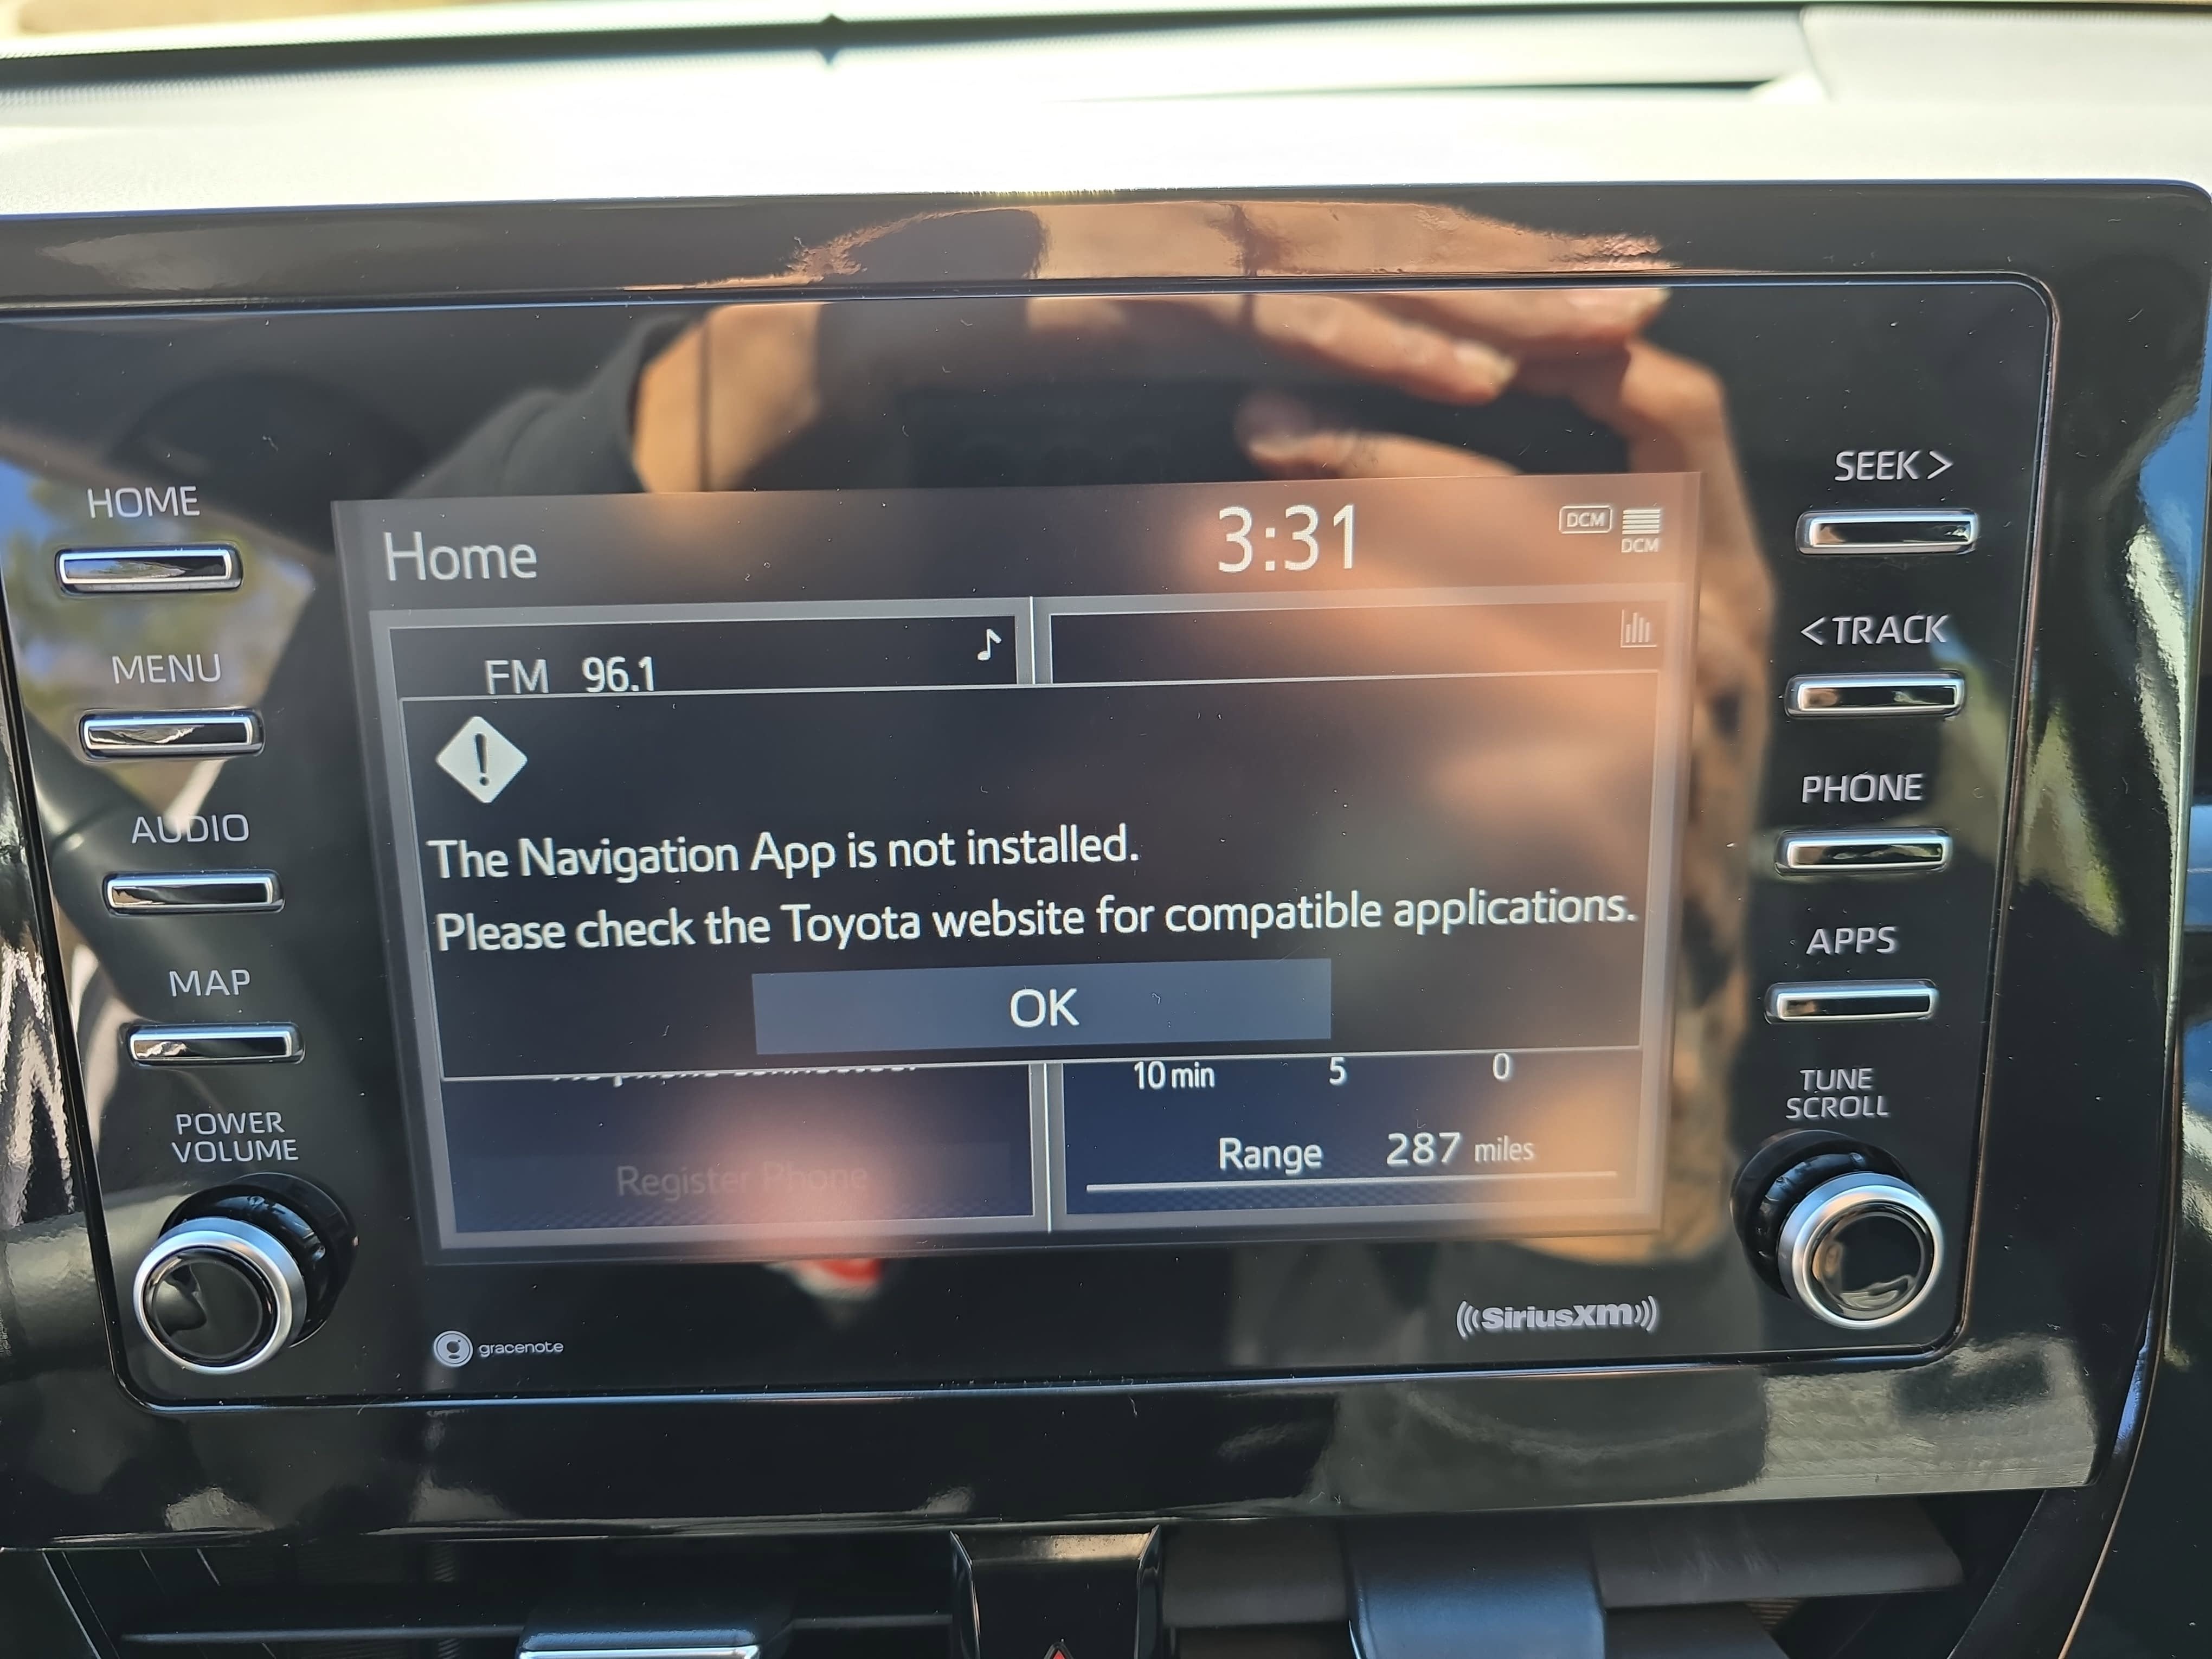 HOME
MENU
AUDIO
MAP
POWER
VOLUME
Home
3:31
DCM
DCM
FM 96.1
!
The Navigation App is not installed.
Please check the Toyota website for compatible applications.
OK
10 min 5 0
Register Phone
Range 287 miles
gracenote
SiriusXM
SEEK >
< TRACK
PHONE
APPS
TUNE
SCROLL